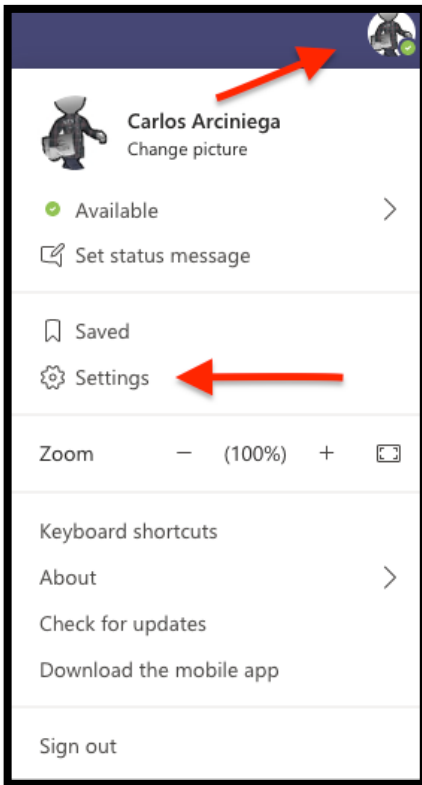 Carlos Arciniega
Change picture
Available
Set status message
Saved
Settings
Zoom − (100%) +
Keyboard shortcuts
About
Check for updates
Download the mobile app
Sign out